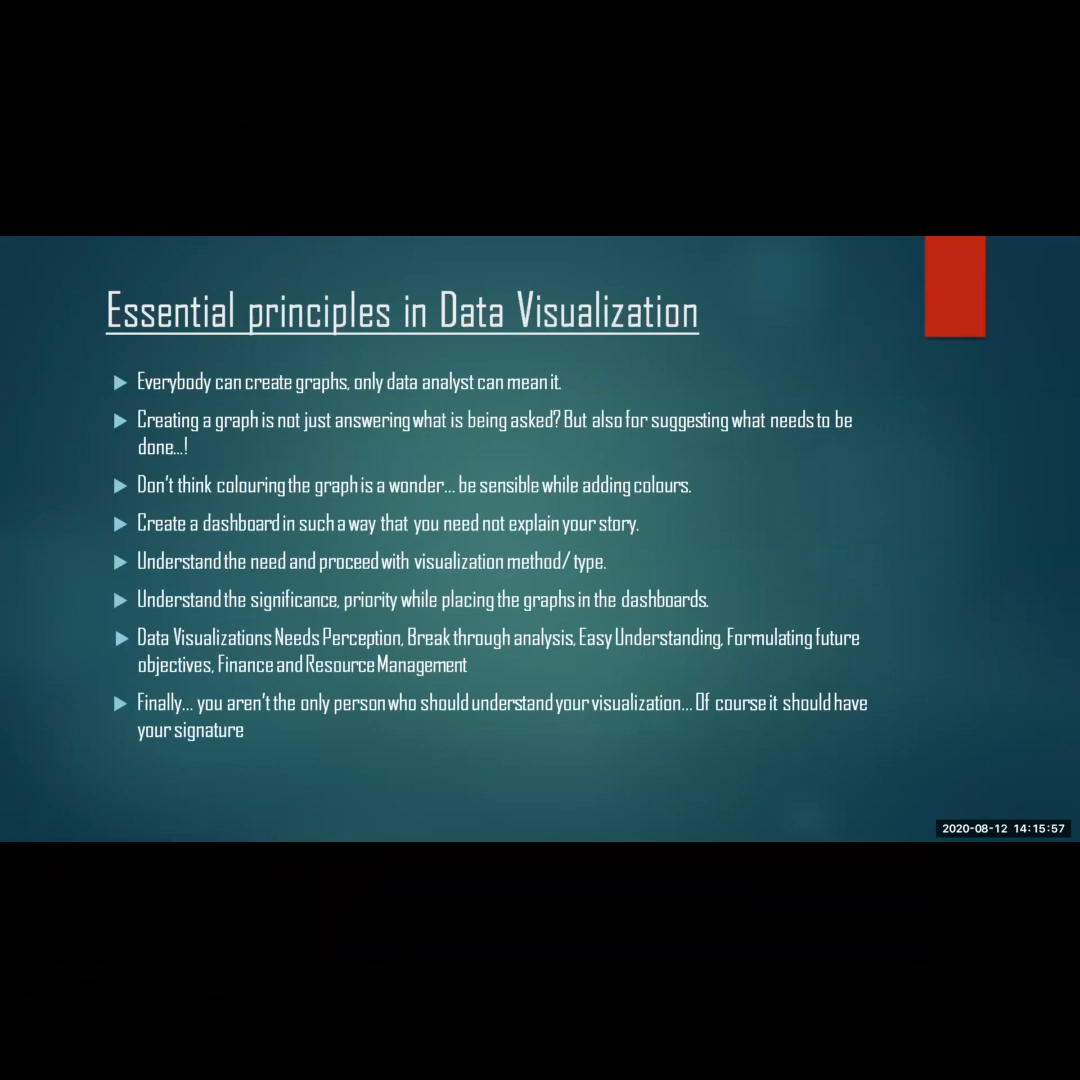 Essential principles in Data Visualization
Everybody can create graphs, only data analyst can mean it.
Creating a graph is not just answering what is being asked? But also for suggesting what needs to be
done...!
Don't think colouring the graph is a wonder... be sensible while adding colours.
Create a dashboard in such a way that you need not explain your story.
Understand the need and proceed with visualization method/ type.
Understand the significance, priority while placing the graphs in the dashboards.
Data Visualizations Needs Perception, Break through analysis, Easy Understanding, Formulating future
objectives, Finance and Resource Management
Finally... you aren't the only person who should understand your visualization... Of course it should have
your signature
2020-08-12 14:15:57